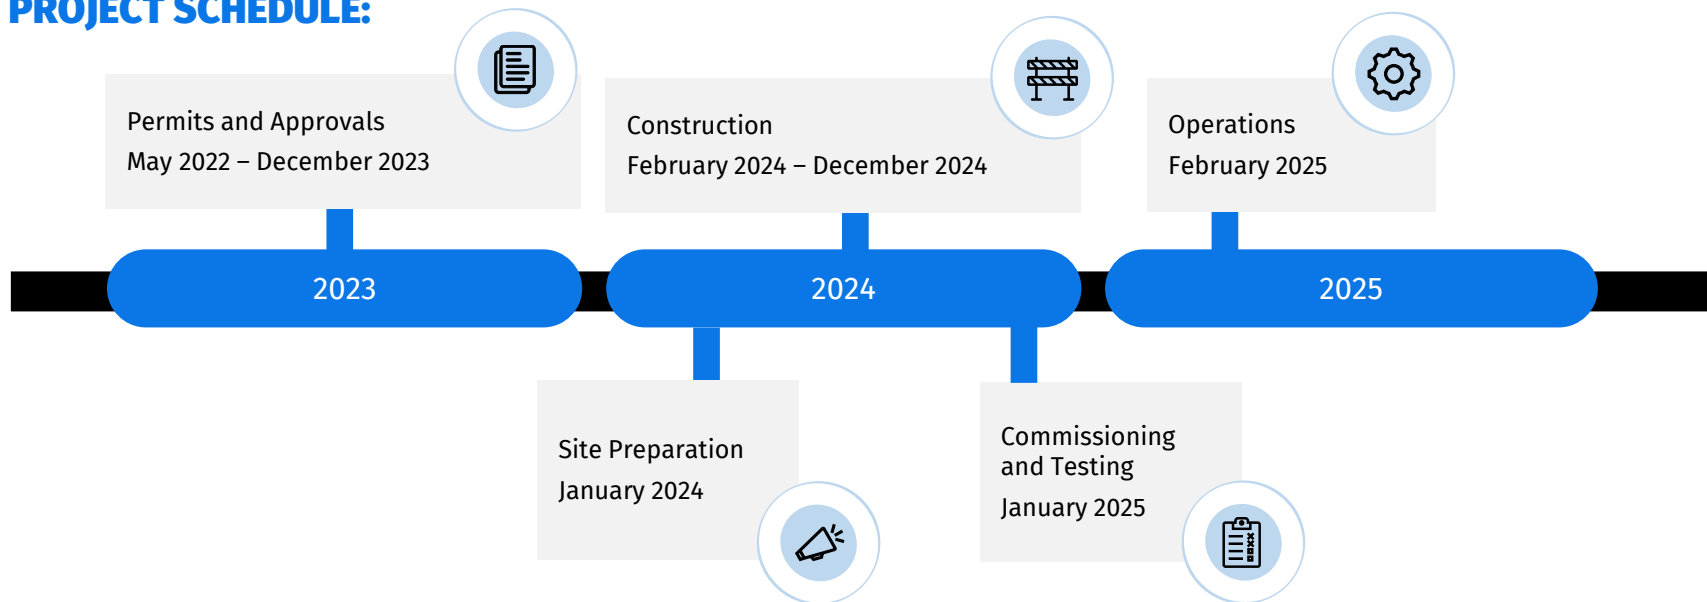 PROJECT SCHEDULE:
Permits and Approvals
May 2022 – December 2023
Construction
February 2024 – December 2024
Operations
February 2025
2023
2024
2025
Site Preparation
January 2024
Commissioning
and Testing
January 2025